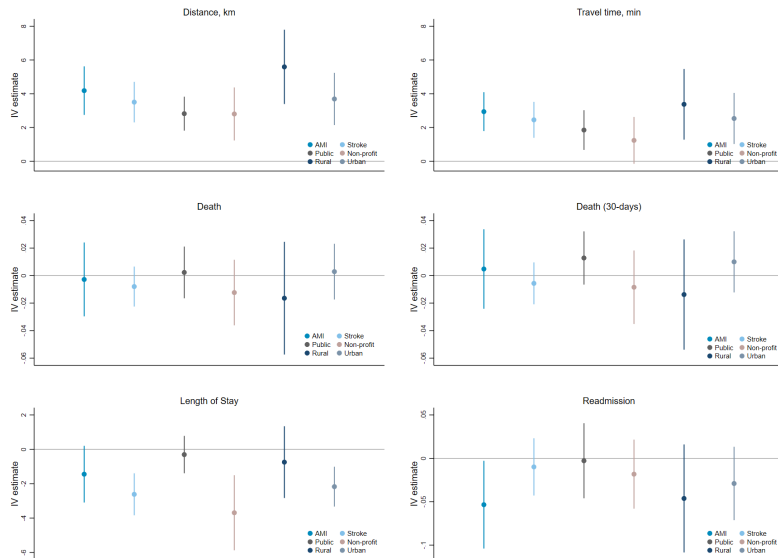 Distance, km
IV estimate
8
6
4
2
0
AMI Stroke
Public Non-profit
Rural Urban
Travel time, min
IV estimate
8
6
4
2
0
AMI Stroke
Public Non-profit
Rural Urban
Death
IV estimate
.04
.02
0
-.02
-.04
-.06
AMI Stroke
Public Non-profit
Rural Urban
Death (30-days)
IV estimate
.04
.02
0
-.02
-.04
-.06
AMI Stroke
Public Non-profit
Rural Urban
Length of Stay
IV estimate
2
0
-2
-4
-6
AMI Stroke
Public Non-profit
Rural Urban
Readmission
IV estimate
.05
0
-.05
-.1
AMI Stroke
Public Non-profit
Rural Urban